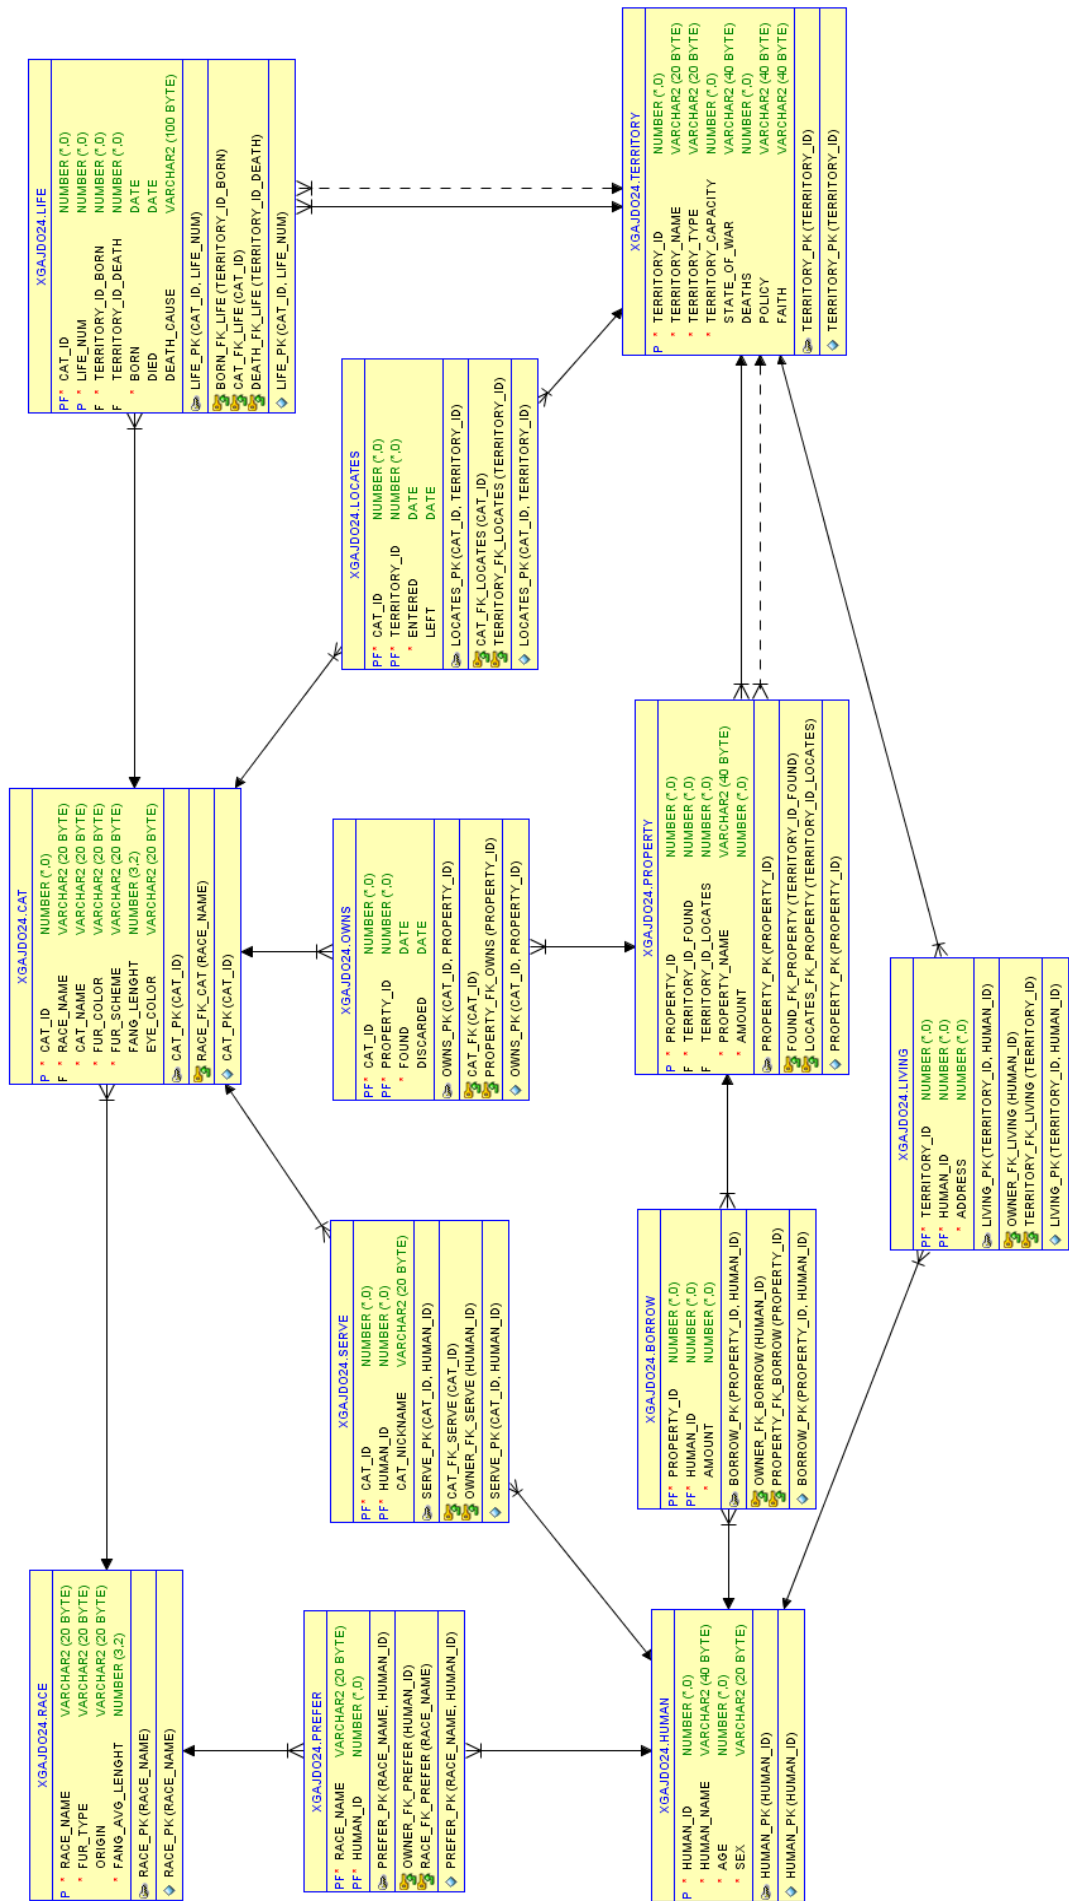 XGAJDO24.RACE
P * RACE_NAME VARCHAR2 (20 BYTE)
* FUR_TYPE VARCHAR2 (20 BYTE)
ORIGIN VARCHAR2 (20 BYTE)
* FANG_AVG_LENGHT NUMBER (3,2)
RACE_PK (RACE_NAME)
RACE_PK (RACE_NAME)
XGAJDO24.CAT
P * CAT_ID NUMBER (*,0)
F * RACE_NAME VARCHAR2 (20 BYTE)
* CAT_NAME VARCHAR2 (20 BYTE)
* FUR_COLOR VARCHAR2 (20 BYTE)
* FUR_SCHEME VARCHAR2 (20 BYTE)
FANG_LENGHT NUMBER (3,2)
EYE_COLOR VARCHAR2 (20 BYTE)
CAT_PK (CAT_ID)
RACE_FK_CAT (RACE_NAME)
CAT_PK (CAT_ID)
XGAJDO24.LIFE
PF* CAT_ID NUMBER (*,0)
P * LIFE_NUM NUMBER (*,0)
F * TERRITORY_ID_BORN NUMBER (*,0)
F TERRITORY_ID_DEATH NUMBER (*,0)
* BORN DATE
DIED DATE
DEATH_CAUSE VARCHAR2 (100 BYTE)
LIFE_PK (CAT_ID, LIFE_NUM)
BORN_FK_LIFE (TERRITORY_ID_BORN)
CAT_FK_LIFE (CAT_ID)
DEATH_FK_LIFE (TERRITORY_ID_DEATH)
LIFE_PK (CAT_ID, LIFE_NUM)
XGAJDO24.PREFER
PF* RACE_NAME VARCHAR2 (20 BYTE)
PF* HUMAN_ID NUMBER (*,0)
PREFER_PK (RACE_NAME, HUMAN_ID)
OWNER_FK_PREFER (HUMAN_ID)
RACE_FK_PREFER (RACE_NAME)
PREFER_PK (RACE_NAME, HUMAN_ID)
XGAJDO24.SERVE
PF* CAT_ID NUMBER (*,0)
PF* HUMAN_ID NUMBER (*,0)
CAT_NICKNAME VARCHAR2 (20 BYTE)
SERVE_PK (CAT_ID, HUMAN_ID)
CAT_FK_SERVE (CAT_ID)
OWNER_FK_SERVE (HUMAN_ID)
SERVE_PK (CAT_ID, HUMAN_ID)
XGAJDO24.OWNS
PF* CAT_ID NUMBER (*,0)
PF* PROPERTY_ID NUMBER (*,0)
* FOUND DATE
DISCARDED DATE
OWNS_PK (CAT_ID, PROPERTY_ID)
CAT_FK (CAT_ID)
PROPERTY_FK_OWNS (PROPERTY_ID)
OWNS_PK (CAT_ID, PROPERTY_ID)
XGAJDO24.LOCATES
PF* CAT_ID NUMBER (*,0)
PF* TERRITORY_ID NUMBER (*,0)
* ENTERED DATE
LEFT DATE
LOCATES_PK (CAT_ID, TERRITORY_ID)
CAT_FK_LOCATES (CAT_ID)
TERRITORY_FK_LOCATES (TERRITORY_ID)
LOCATES_PK (CAT_ID, TERRITORY_ID)
XGAJDO24.HUMAN
P * HUMAN_ID NUMBER (*,0)
* HUMAN_NAME VARCHAR2 (40 BYTE)
* AGE NUMBER (*,0)
* SEX VARCHAR2 (20 BYTE)
HUMAN_PK (HUMAN_ID)
HUMAN_PK (HUMAN_ID)
XGAJDO24.BORROW
PF* PROPERTY_ID NUMBER (*,0)
PF* HUMAN_ID NUMBER (*,0)
* AMOUNT NUMBER (*,0)
BORROW_PK (PROPERTY_ID, HUMAN_ID)
OWNER_FK_BORROW (HUMAN_ID)
PROPERTY_FK_BORROW (PROPERTY_ID)
BORROW_PK (PROPERTY_ID, HUMAN_ID)
XGAJDO24.PROPERTY
P * PROPERTY_ID NUMBER (*,0)
F * TERRITORY_ID_FOUND NUMBER (*,0)
F TERRITORY_ID_LOCATES NUMBER (*,0)
* PROPERTY_NAME VARCHAR2 (40 BYTE)
* AMOUNT NUMBER (*,0)
PROPERTY_PK (PROPERTY_ID)
FOUND_FK_PROPERTY (TERRITORY_ID_FOUND)
LOCATES_FK_PROPERTY (TERRITORY_ID_LOCATES)
PROPERTY_PK (PROPERTY_ID)
XGAJDO24.TERRITORY
P * TERRITORY_ID NUMBER (*,0)
* TERRITORY_NAME VARCHAR2 (20 BYTE)
* TERRITORY_TYPE VARCHAR2 (20 BYTE)
* TERRITORY_CAPACITY NUMBER (*,0)
STATE_OF_WAR VARCHAR2 (40 BYTE)
DEATHS NUMBER (*,0)
POLICY VARCHAR2 (40 BYTE)
FAITH VARCHAR2 (40 BYTE)
TERRITORY_PK (TERRITORY_ID)
TERRITORY_PK (TERRITORY_ID)
XGAJDO24.LIVING
PF* TERRITORY_ID NUMBER (*,0)
PF* HUMAN_ID NUMBER (*,0)
* ADDRESS NUMBER (*,0)
LIVING_PK (TERRITORY_ID, HUMAN_ID)
OWNER_FK_LIVING (HUMAN_ID)
TERRITORY_FK_LIVING (TERRITORY_ID)
LIVING_PK (TERRITORY_ID, HUMAN_ID)